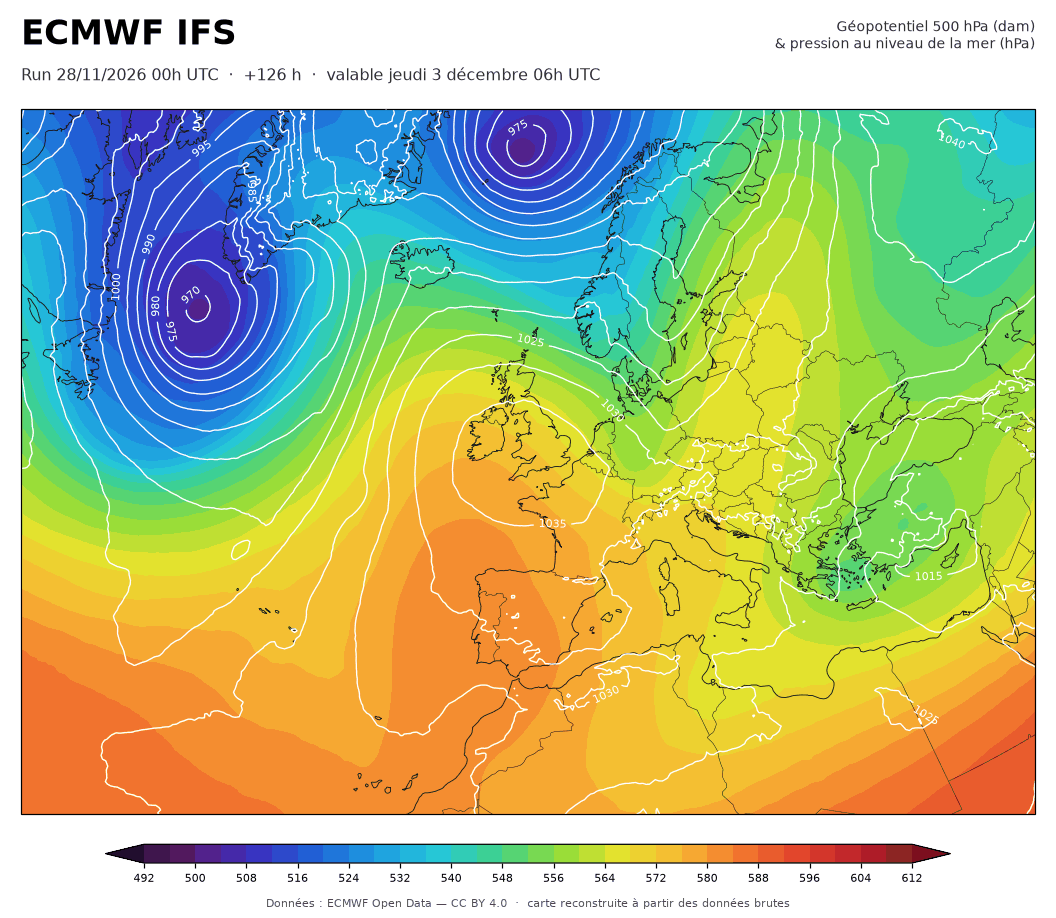 ECMWF IFS
Géopotentiel 500 hPa (dam)
& pression au niveau de la mer (hPa)
Run 28/11/2026 00h UTC · +126 h · valable jeudi 3 décembre 06h UTC
975
995
1040
985
990
1000
970
980
975
1025
1030
1035
1015
1030
1025
492 500 508 516 524 532 540 548 556 564 572 580 588 596 604 612
Données : ECMWF Open Data — CC BY 4.0 · carte reconstruite à partir des données brutes